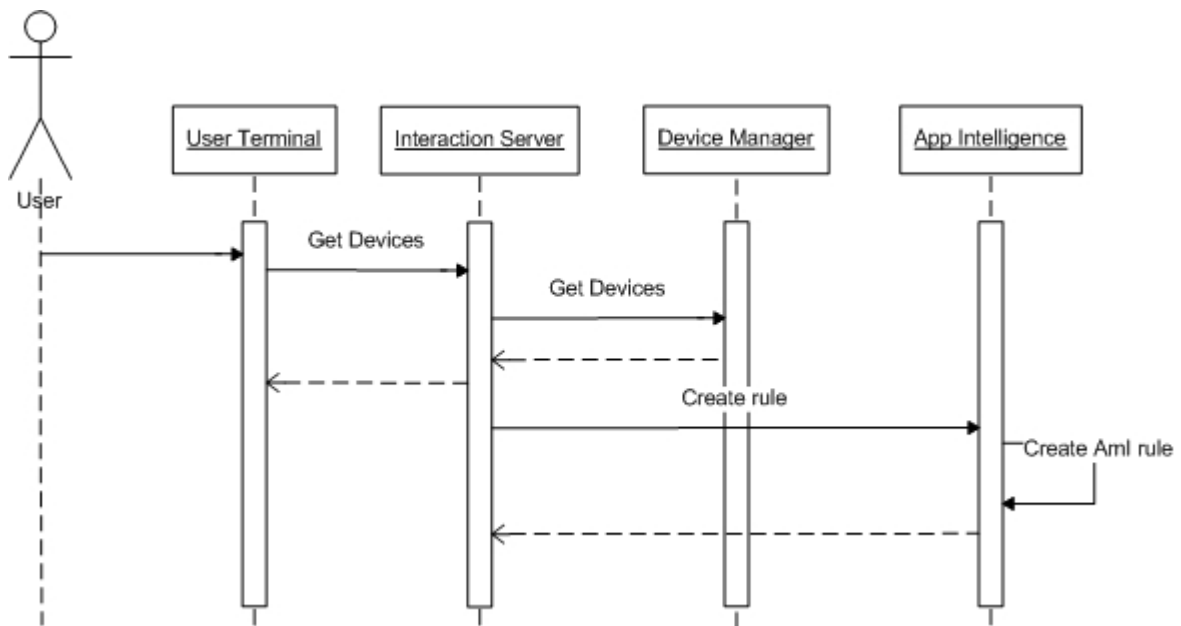 User
User Terminal
Interaction Server
Device Manager
App Intelligence
Get Devices
Get Devices
Create rule
Create AmI rule